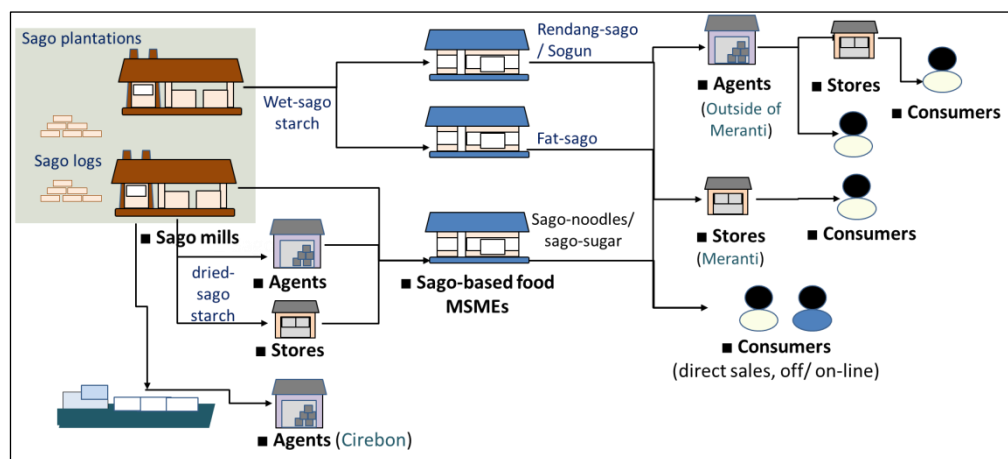 Sago plantations
Sago logs
■ Sago mills
Wet-sago
starch
dried-
sago
starch
■ Agents
■ Stores
■ Agents (Cirebon)
Rendang-sago
/ Sogun
Fat-sago
Sago-noodles/
sago-sugar
■ Sago-based food
MSMEs
■ Agents
(Outside of
Meranti)
■ Stores
■ Consumers
■ Stores
(Meranti)
■ Consumers
■ Consumers
(direct sales, off/ on-line)